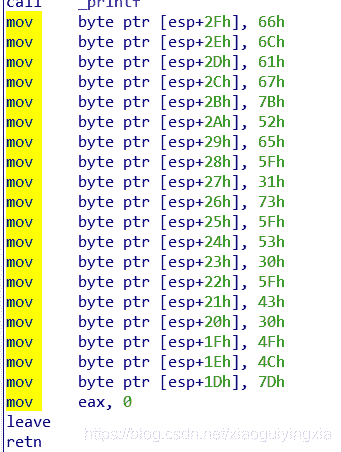 call    _printf
mov     byte ptr [esp+2Fh], 66h
mov     byte ptr [esp+2Eh], 6Ch
mov     byte ptr [esp+2Dh], 61h
mov     byte ptr [esp+2Ch], 67h
mov     byte ptr [esp+2Bh], 7Bh
mov     byte ptr [esp+2Ah], 52h
mov     byte ptr [esp+29h], 65h
mov     byte ptr [esp+28h], 5Fh
mov     byte ptr [esp+27h], 31h
mov     byte ptr [esp+26h], 73h
mov     byte ptr [esp+25h], 5Fh
mov     byte ptr [esp+24h], 53h
mov     byte ptr [esp+23h], 30h
mov     byte ptr [esp+22h], 5Fh
mov     byte ptr [esp+21h], 43h
mov     byte ptr [esp+20h], 30h
mov     byte ptr [esp+1Fh], 4Fh
mov     byte ptr [esp+1Eh], 4Ch
mov     byte ptr [esp+1Dh], 7Dh
mov     eax, 0
leave
retn
https://blog.csdn.net/xiaoguiyingxia